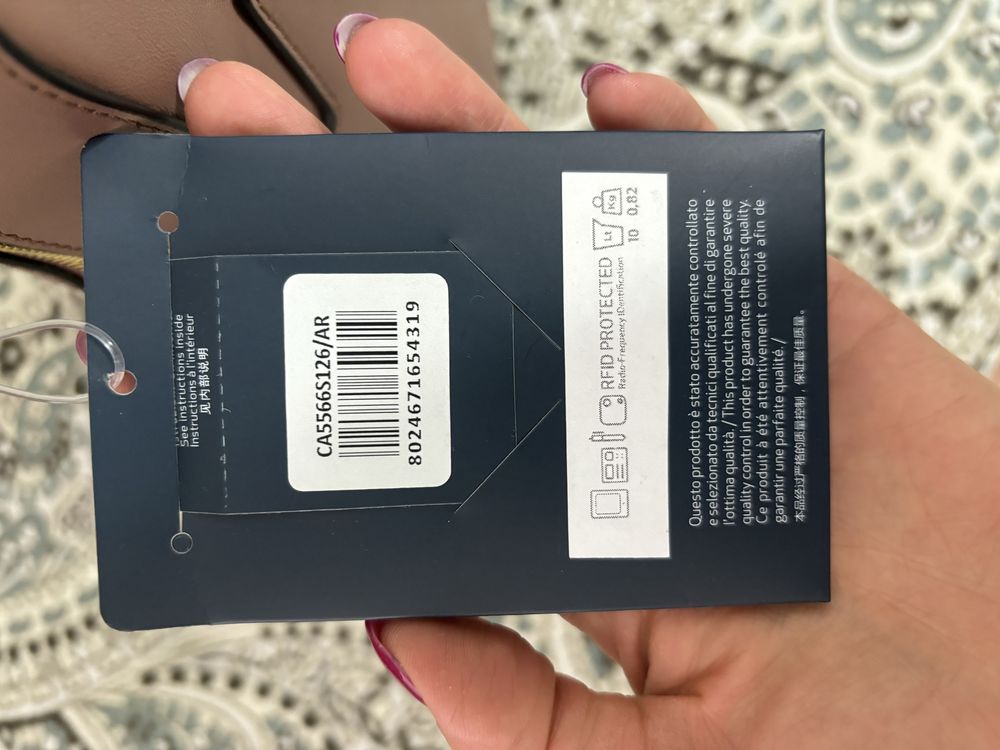 See instructions inside
Instructions à l'intérieur
见内部说明
CA5566S126/AR
8024671654319
RFID PROTECTED
Radio-Frequency IDentification
Lt
10
Kg
0,82
Questo prodotto è stato accuratamente controllato
e selezionato da tecnici qualificati al fine di garantire
l'ottima qualità./This product has undergone severe
quality control in order to guarantee the best quality.
Ce produit à été attentivement controlé afin de
garantir une parfaite qualité./
本品经过严格的质量控制，保证最佳质量。